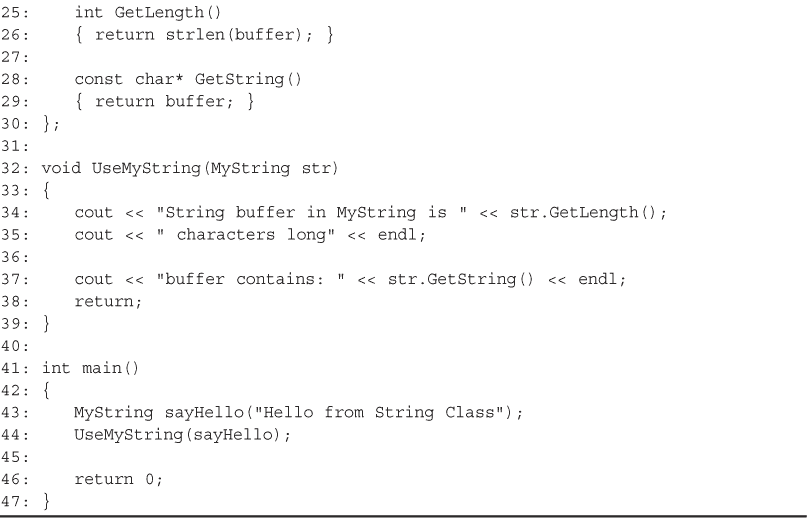 25:     int GetLength()
26:     { return strlen(buffer); }
27:
28:     const char* GetString()
29:     { return buffer; }
30: };
31:
32: void UseMyString(MyString str)
33: {
34:     cout << "String buffer in MyString is " << str.GetLength();
35:     cout << " characters long" << endl;
36:
37:     cout << "buffer contains: " << str.GetString() << endl;
38:     return;
39: }
40:
41: int main()
42: {
43:     MyString sayHello("Hello from String Class");
44:     UseMyString(sayHello);
45:
46:     return 0;
47: }